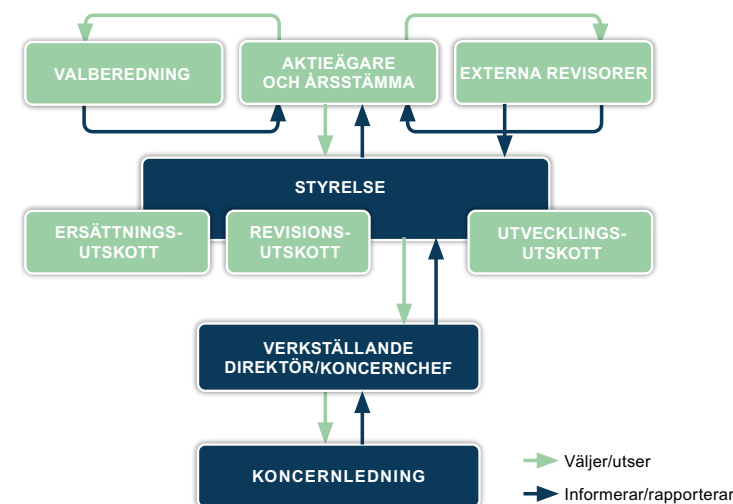 VALBEREDNING
AKTIEÄGARE
OCH ÅRSSTÄMMA
EXTERNA REVISORER
STYRELSE
ERSÄTTNINGS-
UTSKOTT
REVISIONS-
UTSKOTT
UTVECKLINGS-
UTSKOTT
VERKSTÄLLANDE
DIREKTÖR/KONCERNCHEF
KONCERNLEDNING
Väljer/utser
Informerar/rapporterar